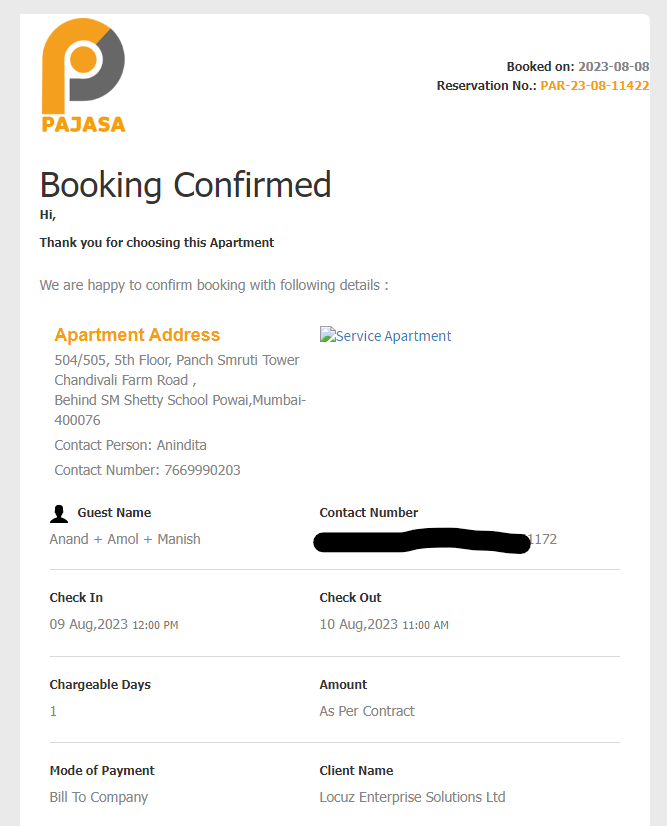 PAJASA
Booked on: 2023-08-08
Reservation No.: PAR-23-08-11422
Booking Confirmed
Hi,
Thank you for choosing this Apartment
We are happy to confirm booking with following details :
Apartment Address
504/505, 5th Floor, Panch Smruti Tower
Chandivali Farm Road ,
Behind SM Shetty School Powai,Mumbai-
400076
Contact Person: Anindita
Contact Number: 7669990203
Service Apartment
Guest Name
Anand + Amol + Manish
Contact Number
1172
Check In
09 Aug,2023 12:00 PM
Check Out
10 Aug,2023 11:00 AM
Chargeable Days
1
Amount
As Per Contract
Mode of Payment
Bill To Company
Client Name
Locuz Enterprise Solutions Ltd